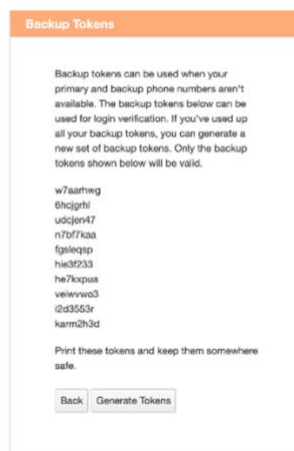 Backup Tokens
Backup tokens can be used when your
primary and backup phone numbers aren't
available. The backup tokens below can be
used for login verification. If you've used up
all your backup tokens, you can generate a
new set of backup tokens. Only the backup
tokens shown below will be valid.
w7aarhwg
6hcjgrhl
udcjen47
n7bf7kaa
fgsleqsp
hie3f233
he7kxpua
veiwvwo3
i2d3553r
karm2h3d
Print these tokens and keep them somewhere
safe.
Back
Generate Tokens